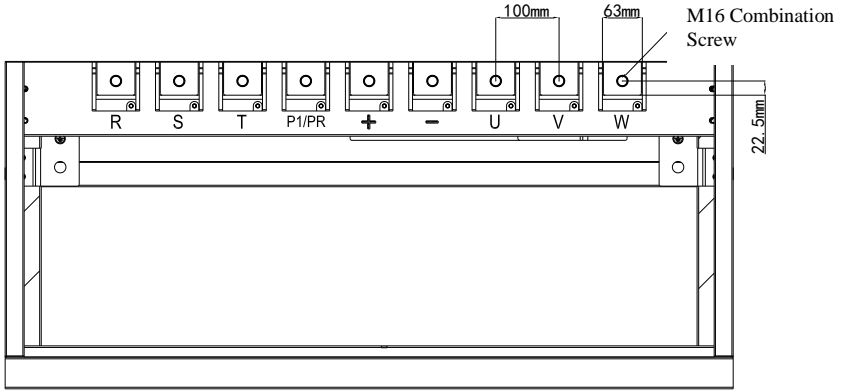 100mm
63mm
M16 Combination
Screw
R S T P1/PR + - U V W
22.5mm